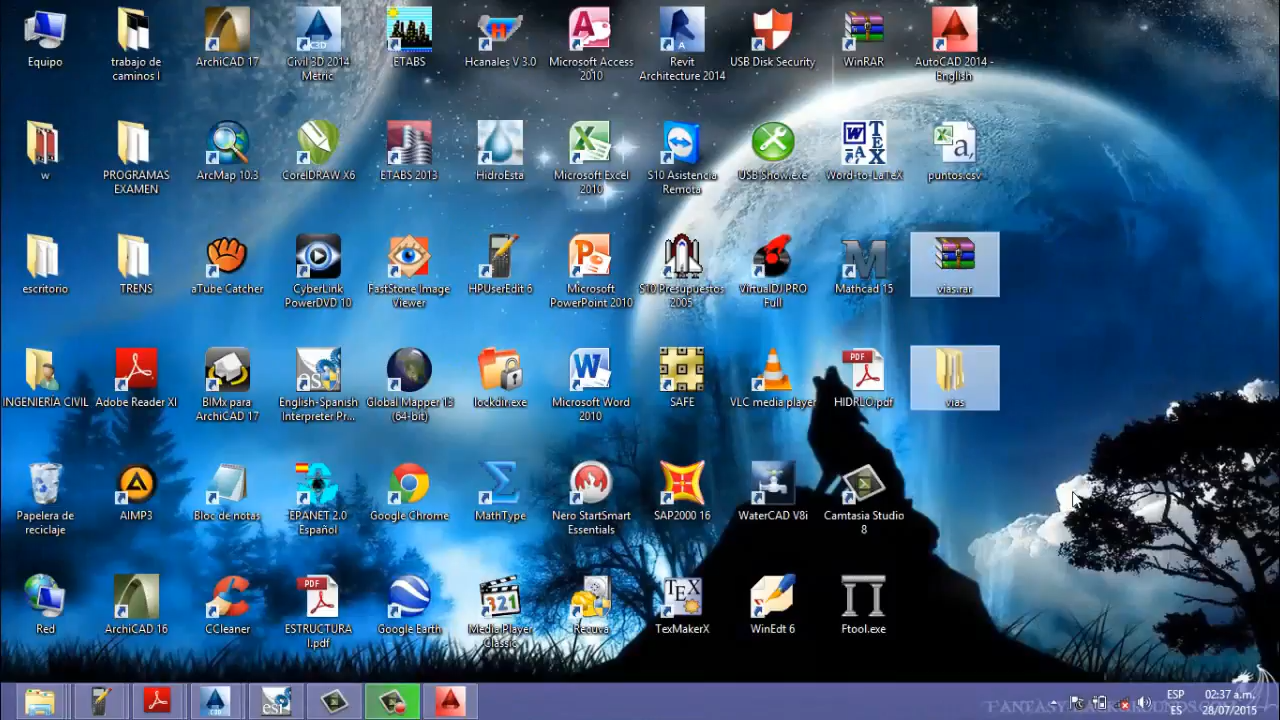 Equipo
trabajo de
caminos I
ArchiCAD 17
Civil 3D 2014
Metric
ETABS
Hcanales V 3.0
Microsoft Access
2010
Revit
Architecture 2014
USB Disk Security
WinRAR
AutoCAD 2014 -
English
w
PROGRAMAS
EXAMEN
ArcMap 10.3
CorelDRAW X6
ETABS 2013
HidroEsta
Microsoft Excel
2010
S10 Asistencia
Remota
USB Show.exe
Word-to-LaTeX
puntos.csv
escritorio
TRENS
aTube Catcher
CyberLink
PowerDVD 10
FastStone Image
Viewer
HPUserEdit 6
Microsoft
PowerPoint 2010
S10 Presupuestos
2005
VirtualDJ PRO
Full
Mathcad 15
vias.rar
INGENIERÍA CIVIL
Adobe Reader XI
BIMx para
ArchiCAD 17
English-Spanish
Interpreter Pr...
Global Mapper 13
(64-bit)
lockdir.exe
Microsoft Word
2010
SAFE
VLC media player
PDF
HIDRLO.pdf
vias
Papelera de
reciclaje
AIMP3
Bloc de notas
EPANET 2.0
Español
Google Chrome
MathType
Nero StartSmart
Essentials
SAP2000 16
WaterCAD V8i
Camtasia Studio
8
Red
ArchiCAD 16
CCleaner
PDF
ESTRUCTURA
I.pdf
Google Earth
321
Media Player
Classic
Recuva
TEX
TexMakerX
WinEdt 6
Ftool.exe
ESP
ES
02:37 a.m.
28/07/2015
FANTASYBACKGROUNDS.COM